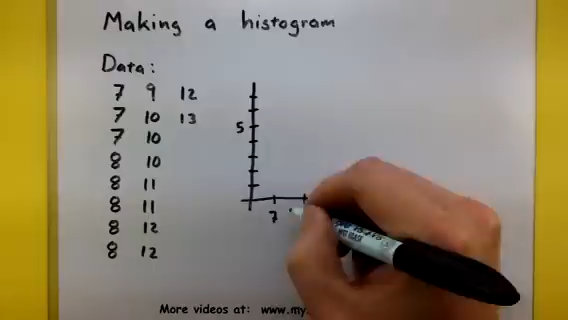 Making a histogram
Data:
7 9 12
7 10 13
7 10
8 10
8 11
8 11
8 12
8 12
5
7
More videos at: www.my